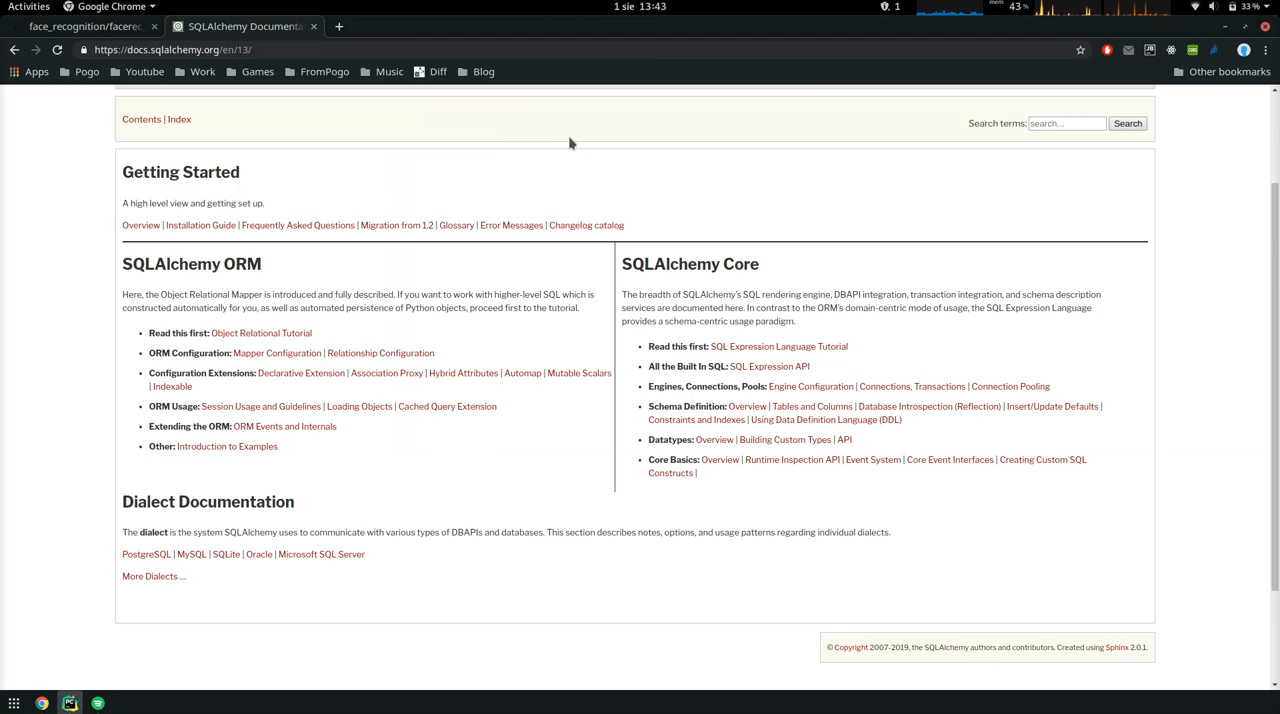 Activities
Google Chrome
1 sie 13:43
1
mem
43 %
33 %
face_recognition/facerec
SQLAlchemy Documenta
https://docs.sqlalchemy.org/en/13/
Apps
Pogo
Youtube
Work
Games
FromPogo
Music
Diff
Blog
Other bookmarks
Contents | Index
Search terms: search... Search
Getting Started
A high level view and getting set up.
Overview | Installation Guide | Frequently Asked Questions | Migration from 1.2 | Glossary | Error Messages | Changelog catalog
SQLAlchemy ORM
Here, the Object Relational Mapper is introduced and fully described. If you want to work with higher-level SQL which is
constructed automatically for you, as well as automated persistence of Python objects, proceed first to the tutorial.
Read this first: Object Relational Tutorial
ORM Configuration: Mapper Configuration | Relationship Configuration
Configuration Extensions: Declarative Extension | Association Proxy | Hybrid Attributes | Automap | Mutable Scalars
| Indexable
ORM Usage: Session Usage and Guidelines | Loading Objects | Cached Query Extension
Extending the ORM: ORM Events and Internals
Other: Introduction to Examples
SQLAlchemy Core
The breadth of SQLAlchemy's SQL rendering engine, DBAPI integration, transaction integration, and schema description
services are documented here. In contrast to the ORM's domain-centric mode of usage, the SQL Expression Language
provides a schema-centric usage paradigm.
Read this first: SQL Expression Language Tutorial
All the Built In SQL: SQL Expression API
Engines, Connections, Pools: Engine Configuration | Connections, Transactions | Connection Pooling
Schema Definition: Overview | Tables and Columns | Database Introspection (Reflection) | Insert/Update Defaults |
Constraints and Indexes | Using Data Definition Language (DDL)
Datatypes: Overview | Building Custom Types | API
Core Basics: Overview | Runtime Inspection API | Event System | Core Event Interfaces | Creating Custom SQL
Constructs |
Dialect Documentation
The dialect is the system SQLAlchemy uses to communicate with various types of DBAPIs and databases. This section describes notes, options, and usage patterns regarding individual dialects.
PostgreSQL | MySQL | SQLite | Oracle | Microsoft SQL Server
More Dialects ...
© Copyright 2007-2019, the SQLAlchemy authors and contributors. Created using Sphinx 2.0.1.
PC